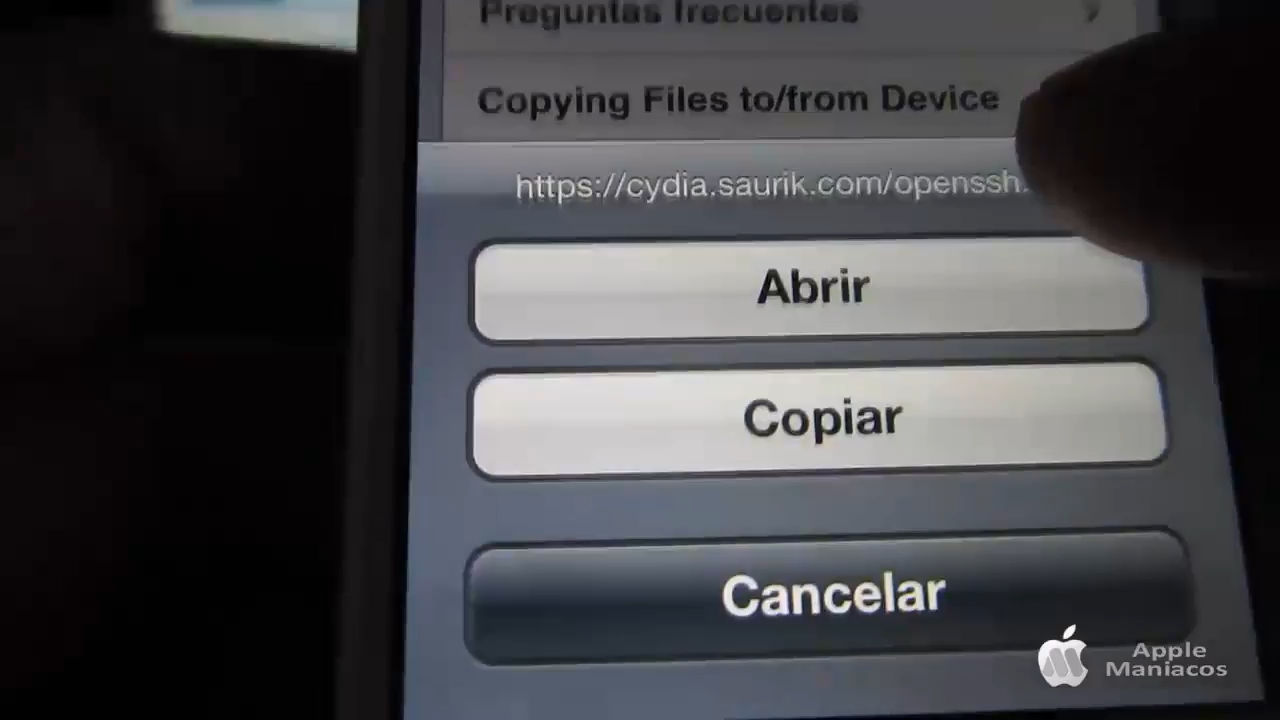 Preguntas frecuentes
Copying Files to/from Device
https://cydia.saurik.com/openssh.
Abrir
Copiar
Cancelar
Apple
Maniacos